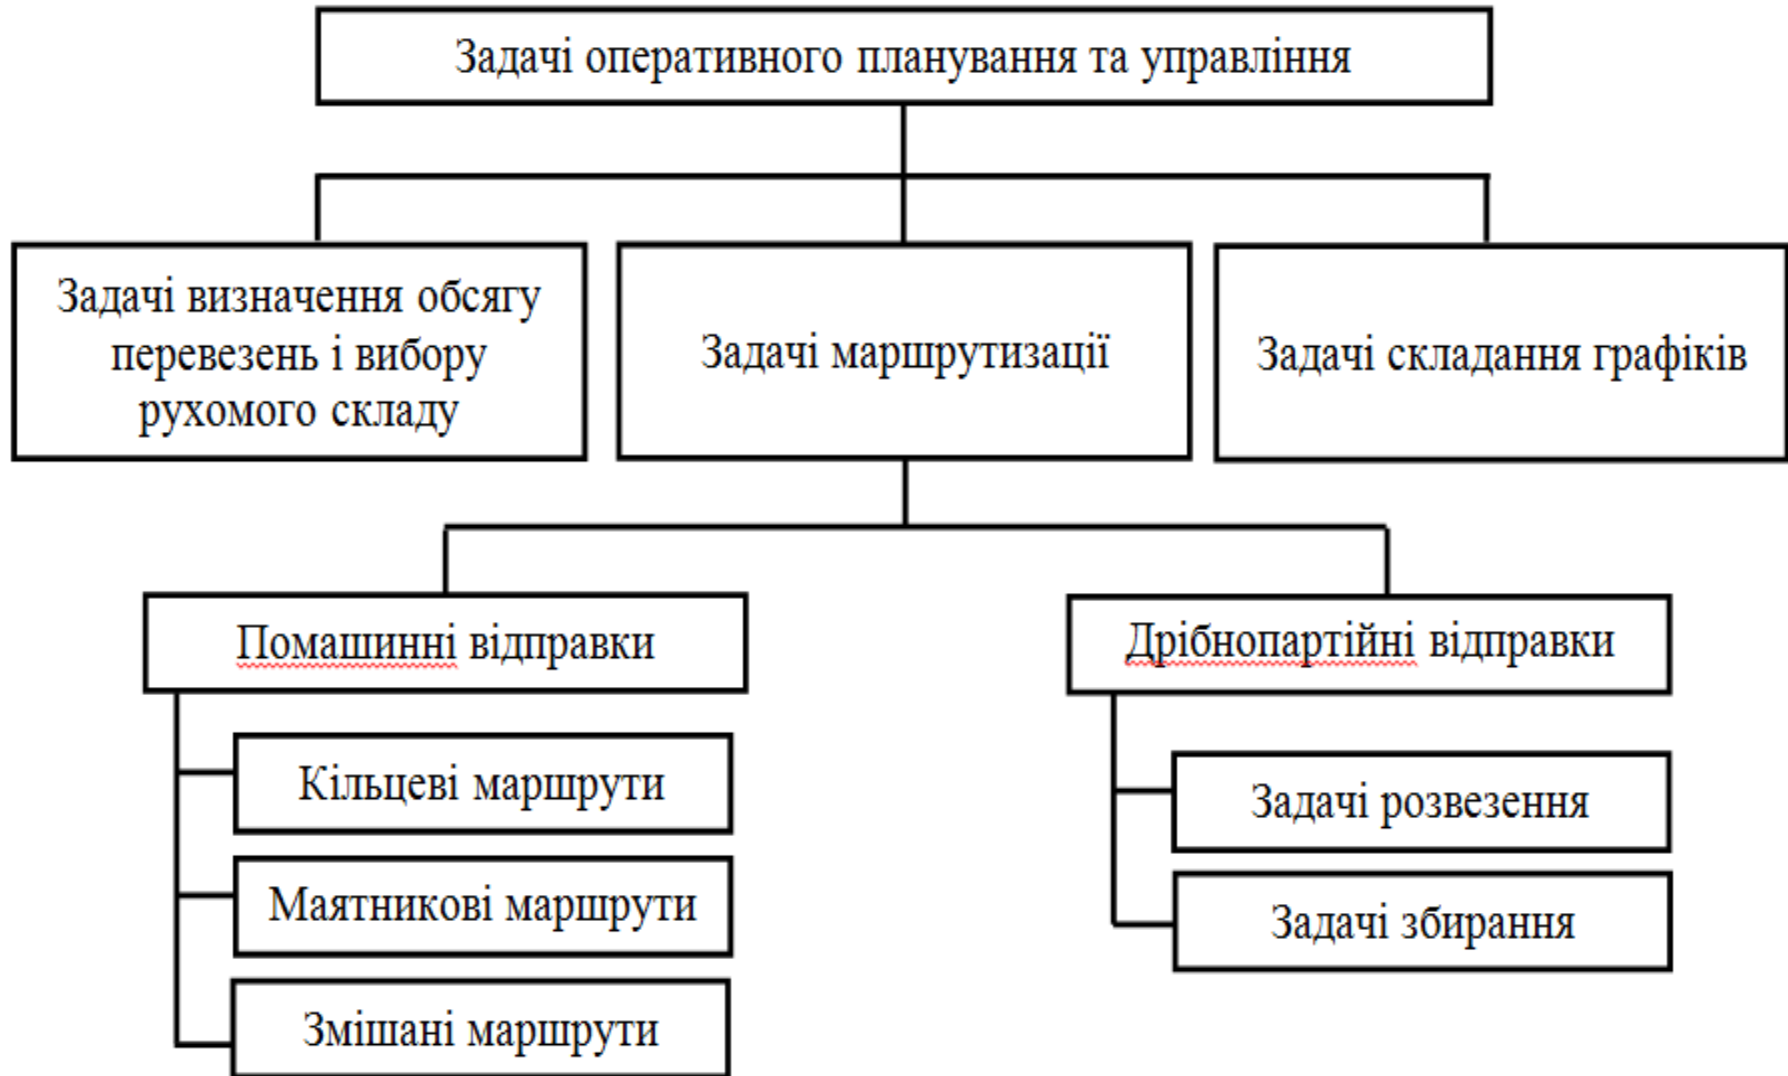 Задачі оперативного планування та управління
Задачі визначення обсягу
перевезень і вибору
рухомого складу
Задачі маршрутизації
Задачі складання графіків
Помашинні відправки
Кільцеві маршрути
Маятникові маршрути
Змішані маршрути
Дрібнопартійні відправки
Задачі розвезення
Задачі збирання